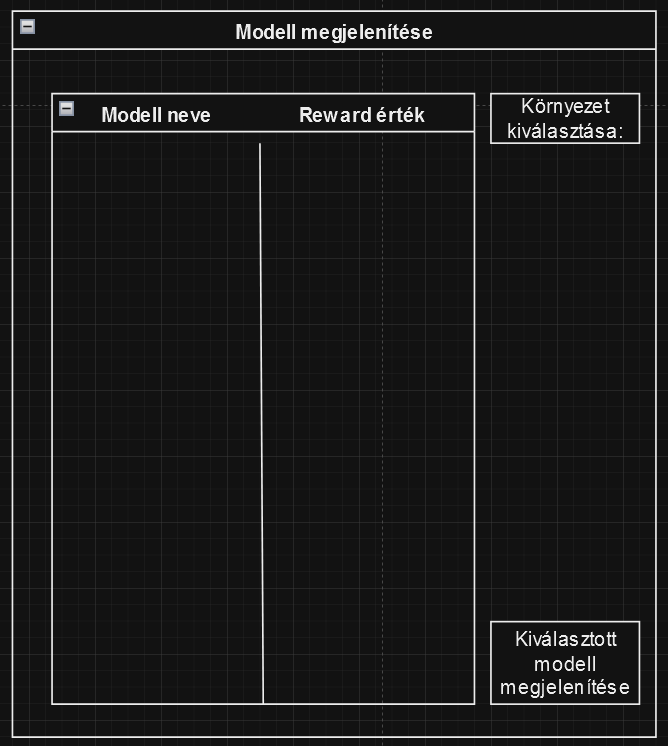 Modell megjelenítése
Modell neve
Reward érték
Környezet
kiválasztása:
Kiválasztott
modell
megjelenítése